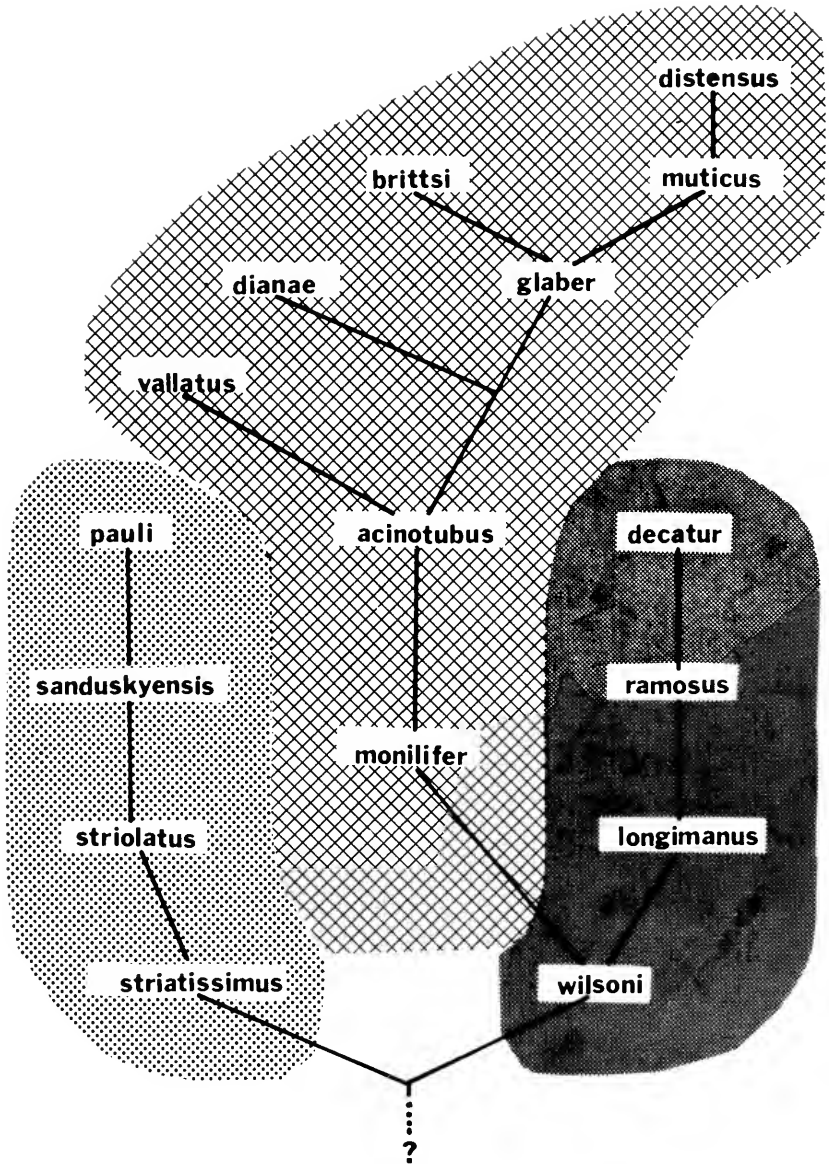 distensus
brittsi
muticus
dianae
glaber
vallatus
pauli
acinotubus
decatur
sanduskyensis
ramosus
monilifer
striolatus
longimanus
striatissimus
wilsoni
?